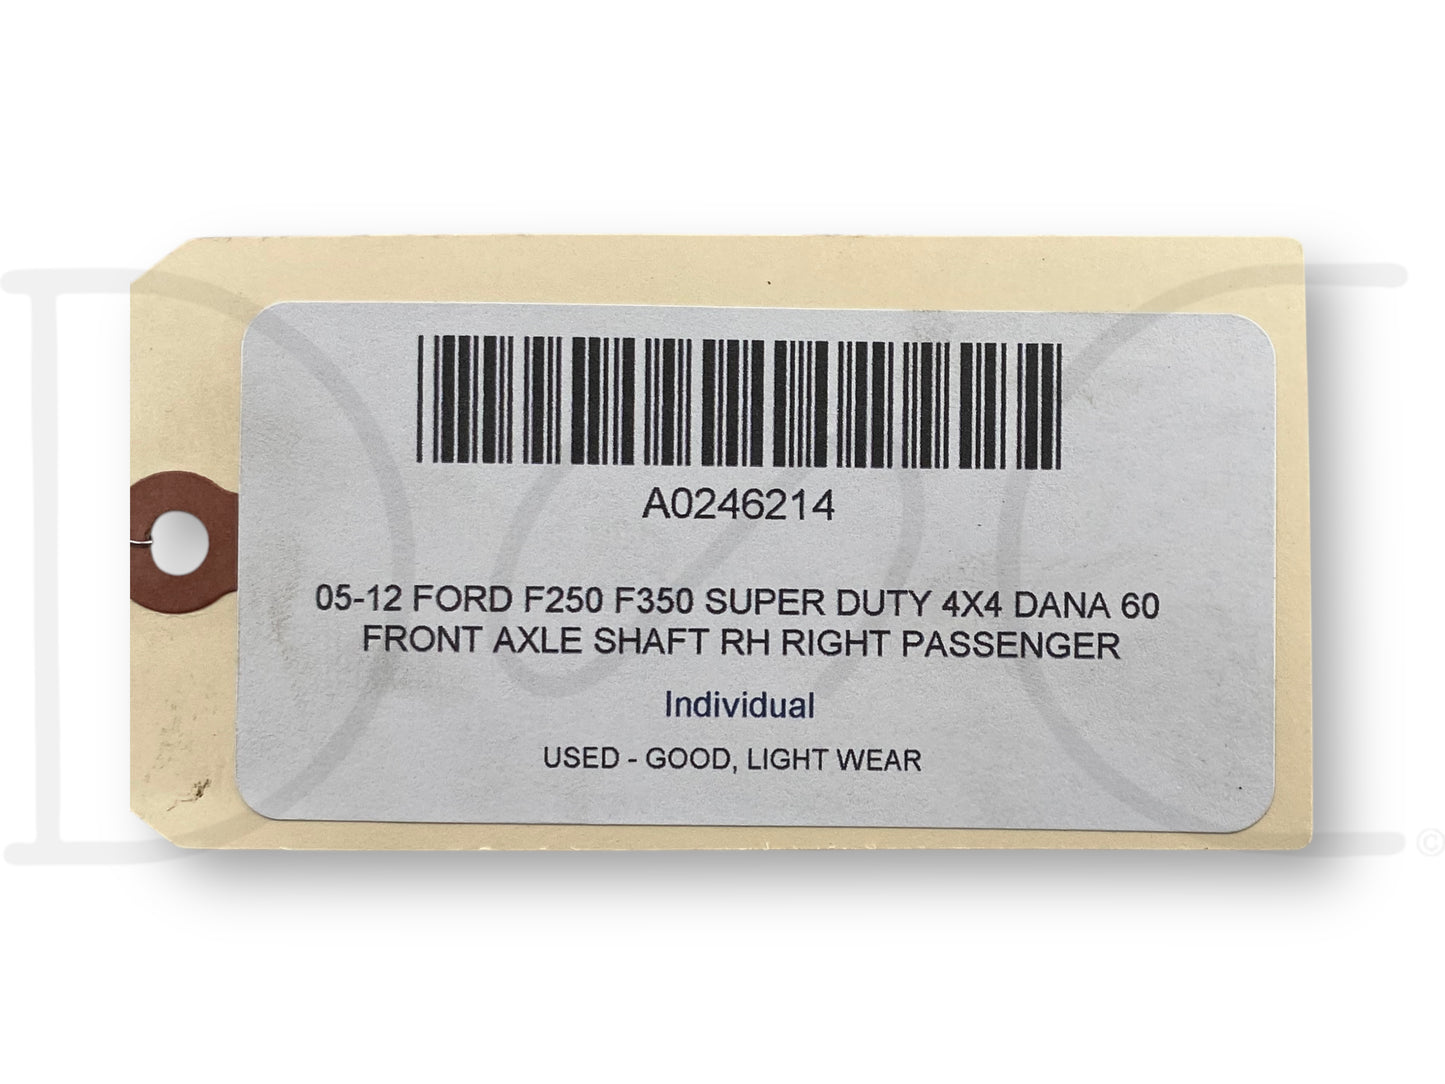 A0246214
05-12 FORD F250 F350 SUPER DUTY 4X4 DANA 60
FRONT AXLE SHAFT RH RIGHT PASSENGER
Individual
USED - GOOD, LIGHT WEAR
©